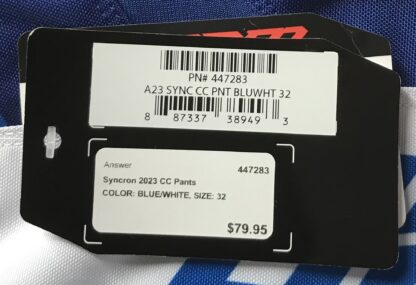 PN# 447283
A23 SYNC CC PNT BLUWHT 32
8 87337 38949 3
Answer 447283
Syncron 2023 CC Pants
COLOR: BLUE/WHITE, SIZE: 32
$79.95